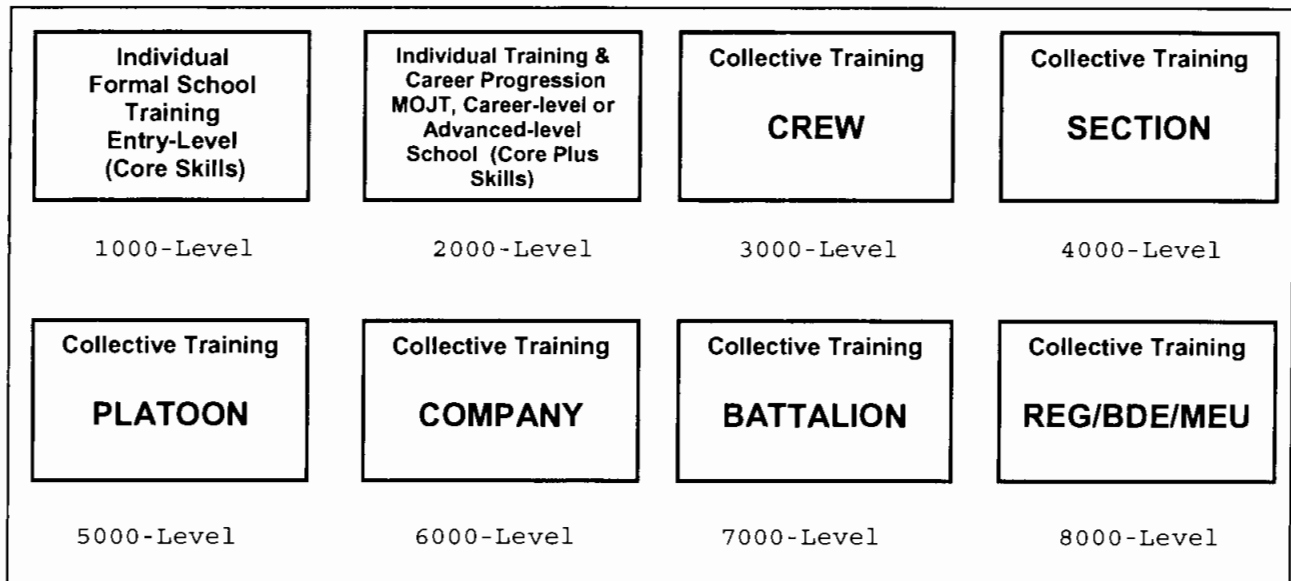 Individual
Formal School
Training
Entry-Level
(Core Skills)
1000-Level
Individual Training &
Career Progression
MOJT, Career-level or
Advanced-level
School (Core Plus
Skills)
2000-Level
Collective Training
CREW
3000-Level
Collective Training
SECTION
4000-Level
Collective Training
PLATOON
5000-Level
Collective Training
COMPANY
6000-Level
Collective Training
BATTALION
7000-Level
Collective Training
REG/BDE/MEU
8000-Level